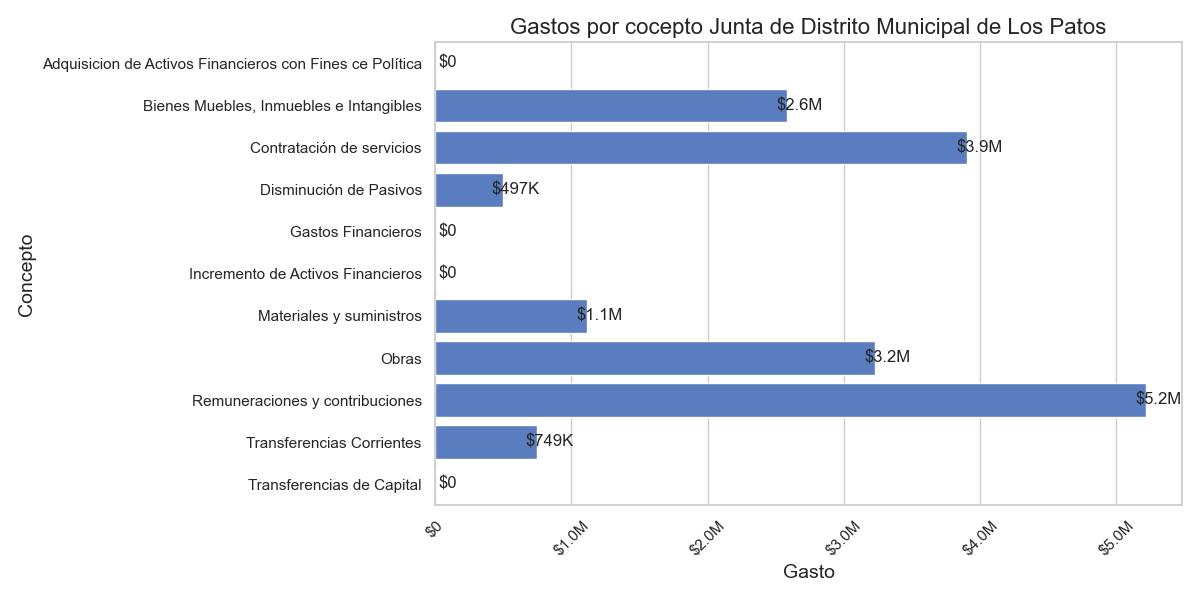 Gastos por cocepto Junta de Distrito Municipal de Los Patos
Concepto
Adquisicion de Activos Financieros con Fines ce Política $0
Bienes Muebles, Inmuebles e Intangibles $2.6M
Contratación de servicios $3.9M
Disminución de Pasivos $497K
Gastos Financieros $0
Incremento de Activos Financieros $0
Materiales y suministros $1.1M
Obras $3.2M
Remuneraciones y contribuciones $5.2M
Transferencias Corrientes $749K
Transferencias de Capital $0
$0 $1.0M $2.0M $3.0M $4.0M $5.0M
Gasto